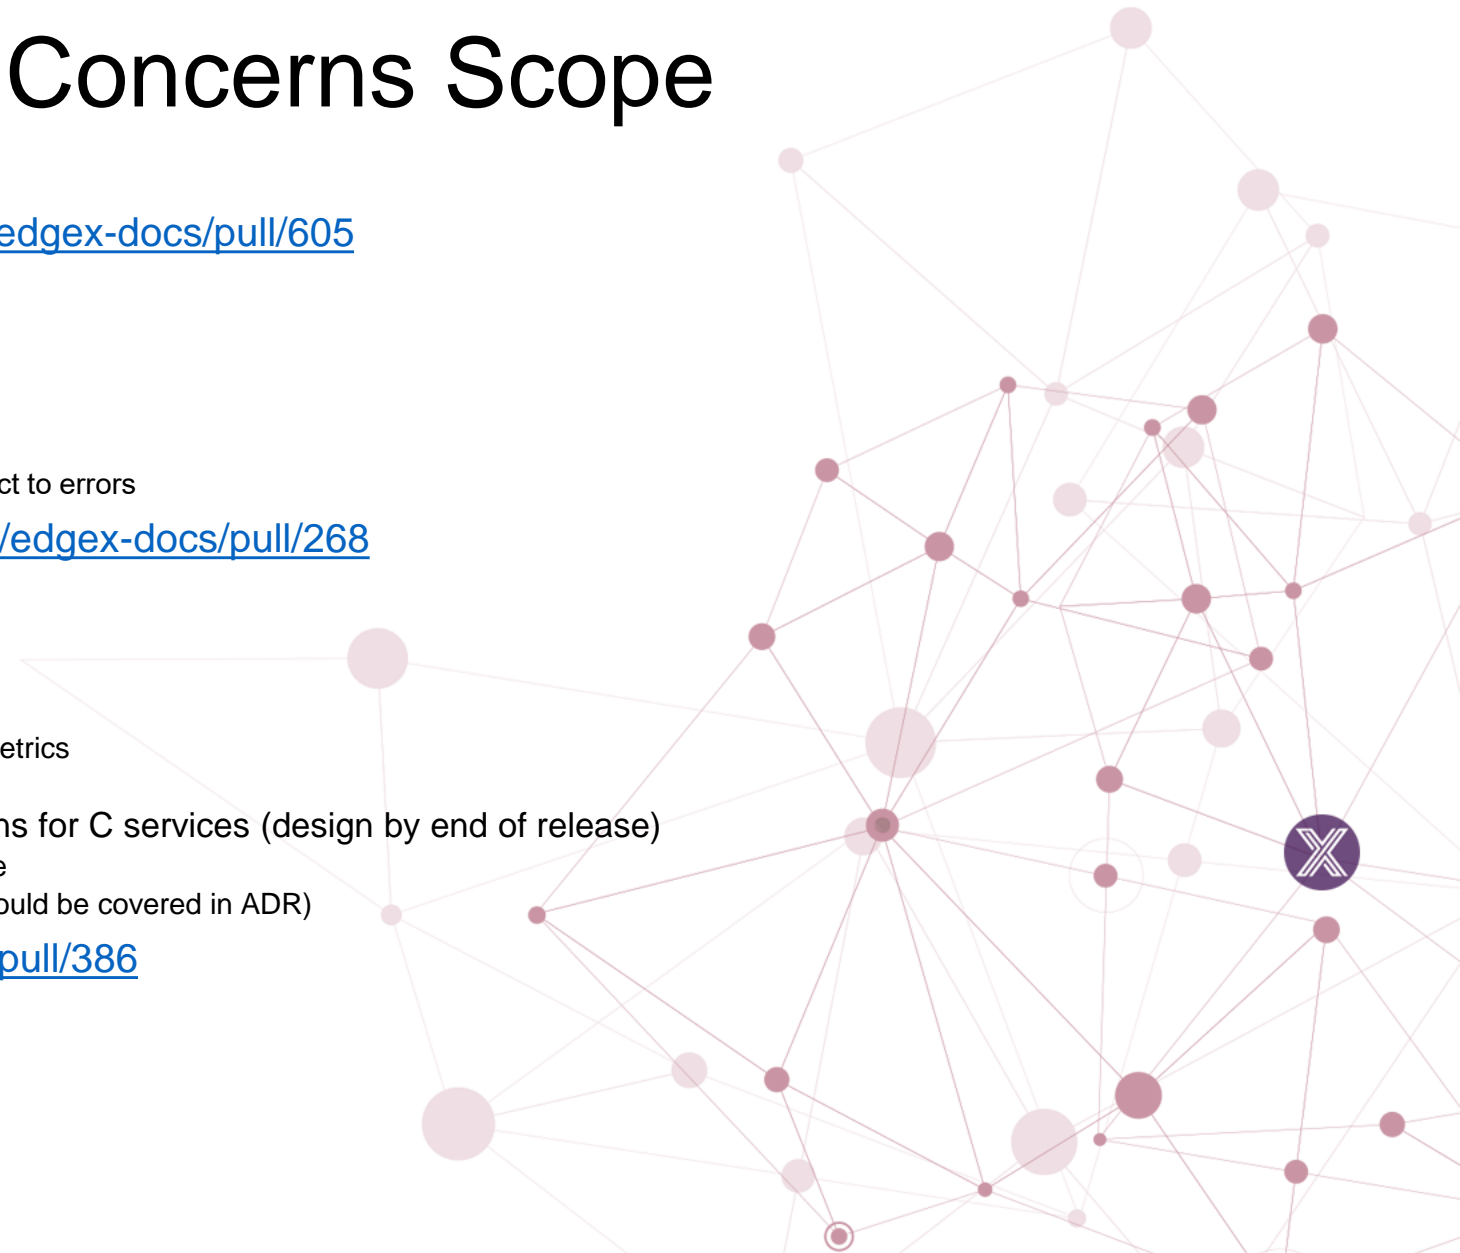 Concerns Scope
edgex-docs/pull/605
ct to errors
/edgex-docs/pull/268
etrics
ns for C services (design by end of release)
e
ould be covered in ADR)
pull/386